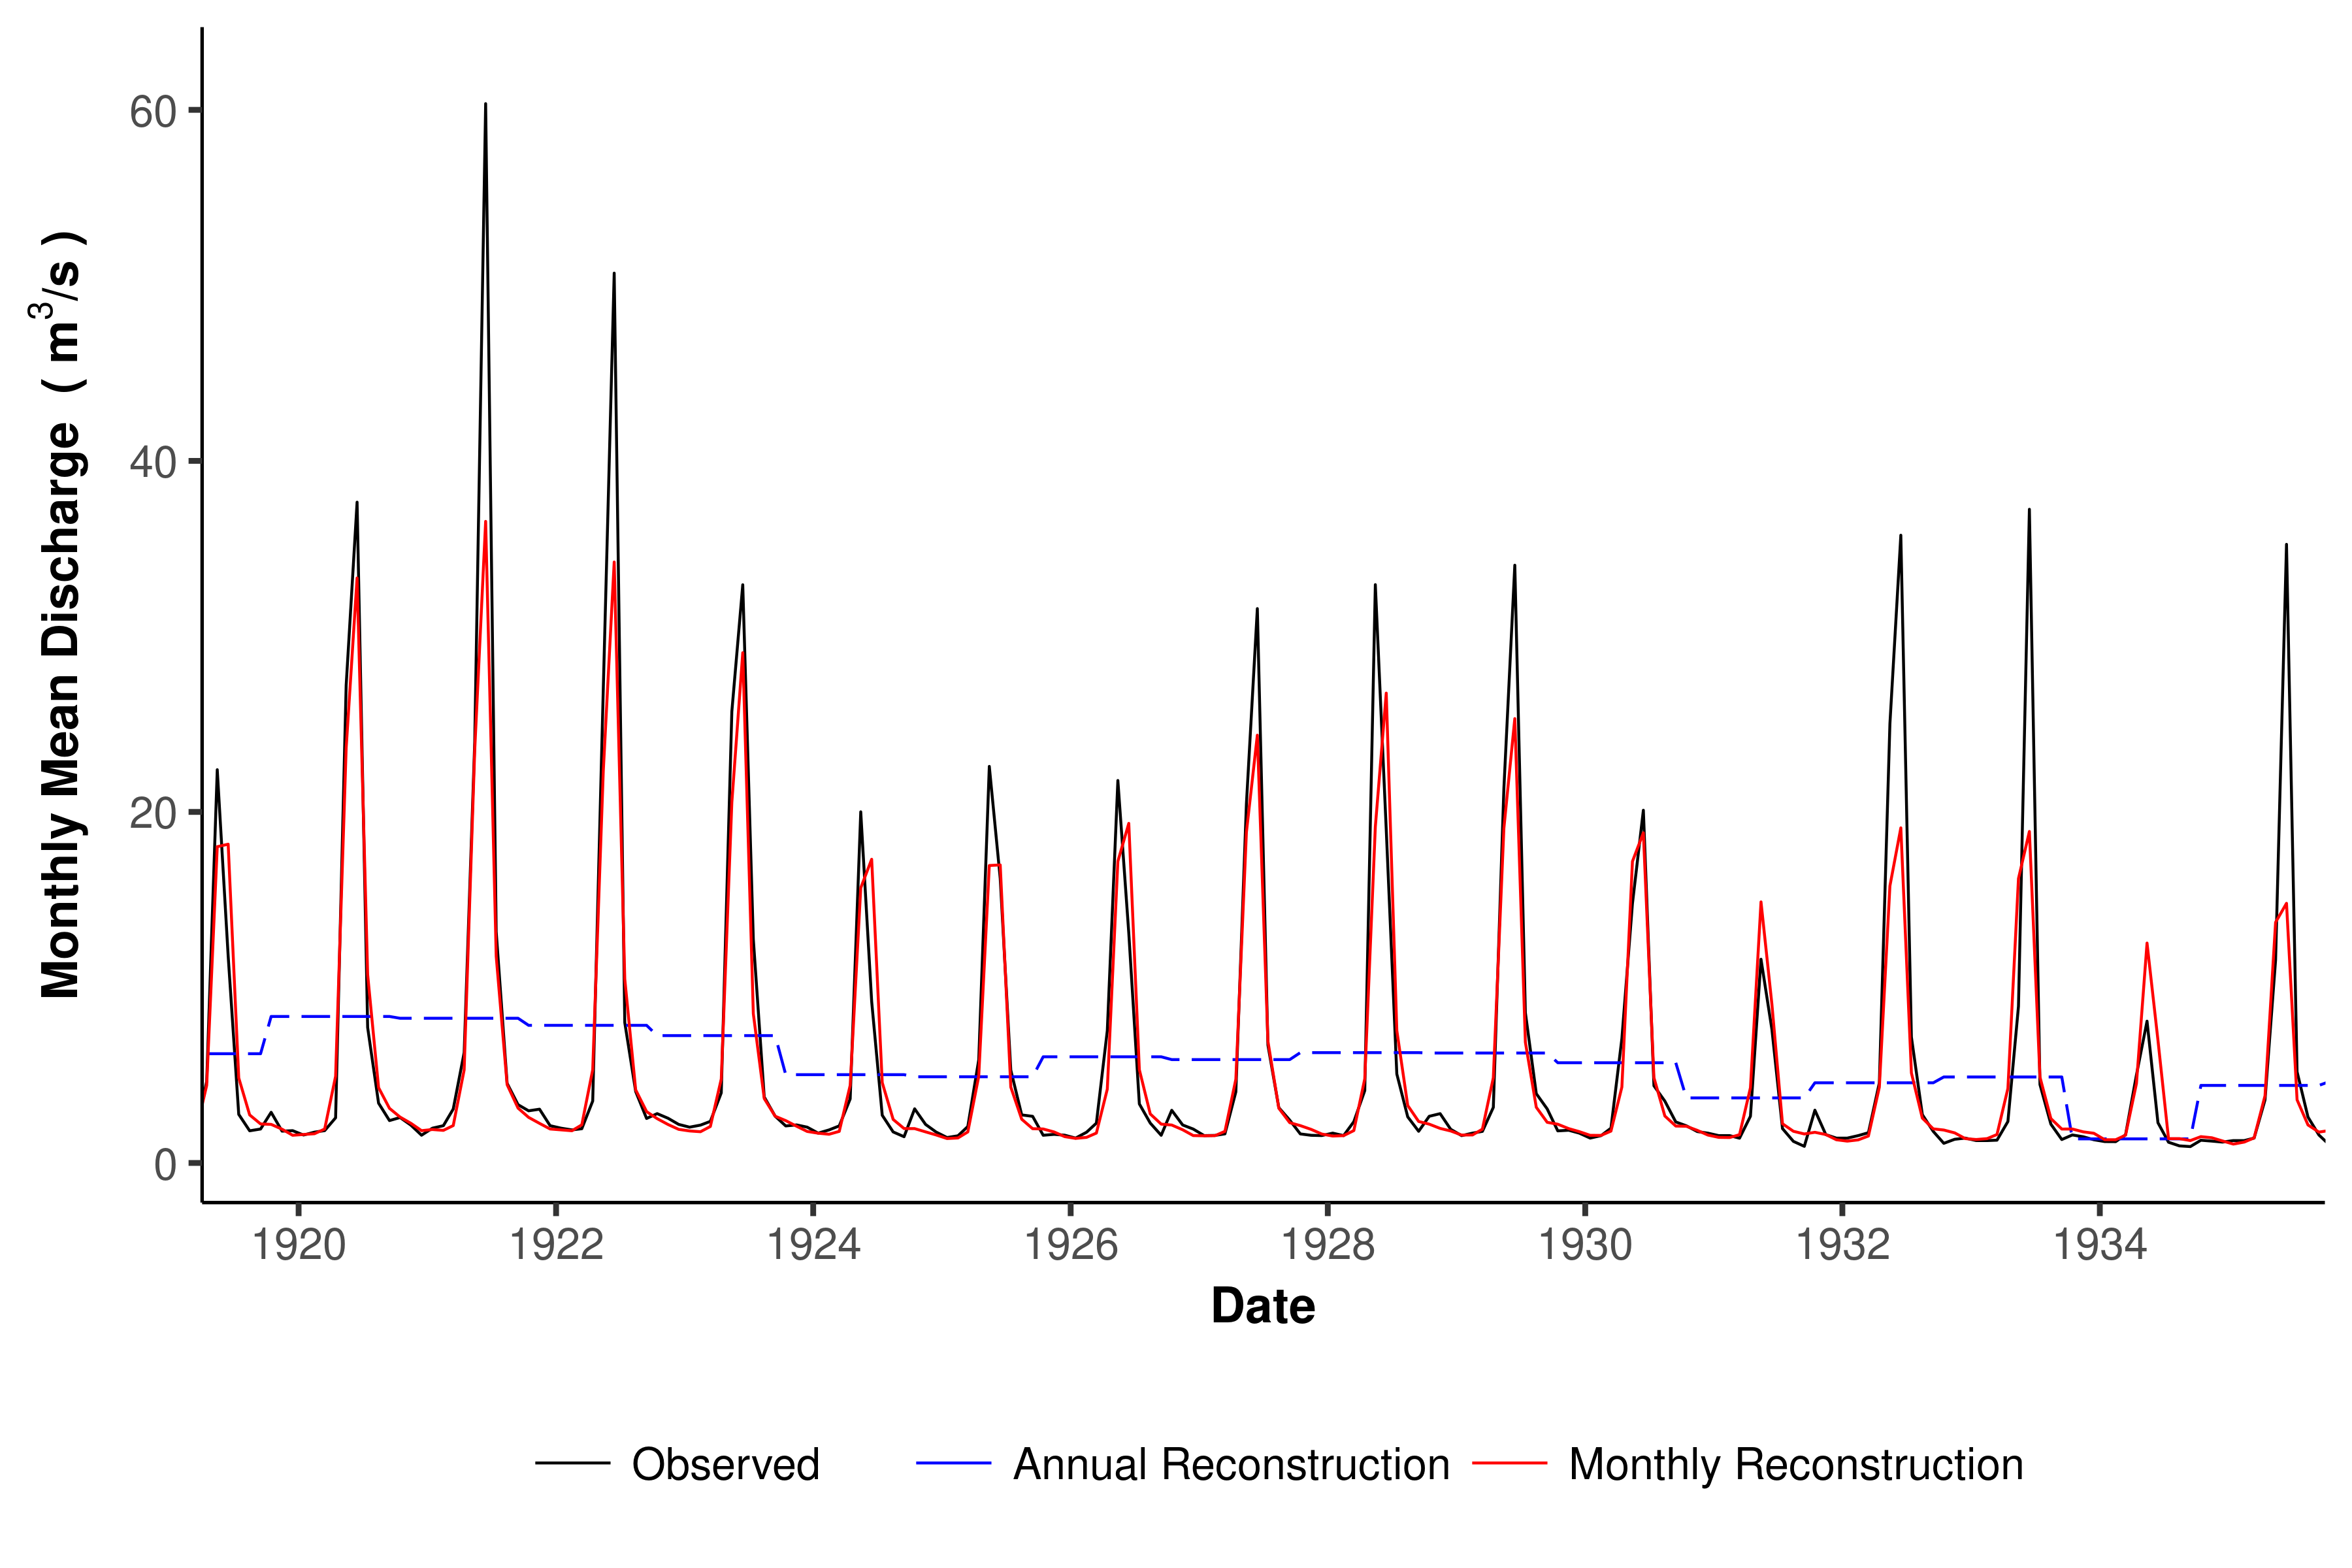 Monthly Mean Discharge ( m³/s )
60
40
20
0
1920 1922 1924 1926 1928 1930 1932 1934
Date
Observed Annual Reconstruction Monthly Reconstruction